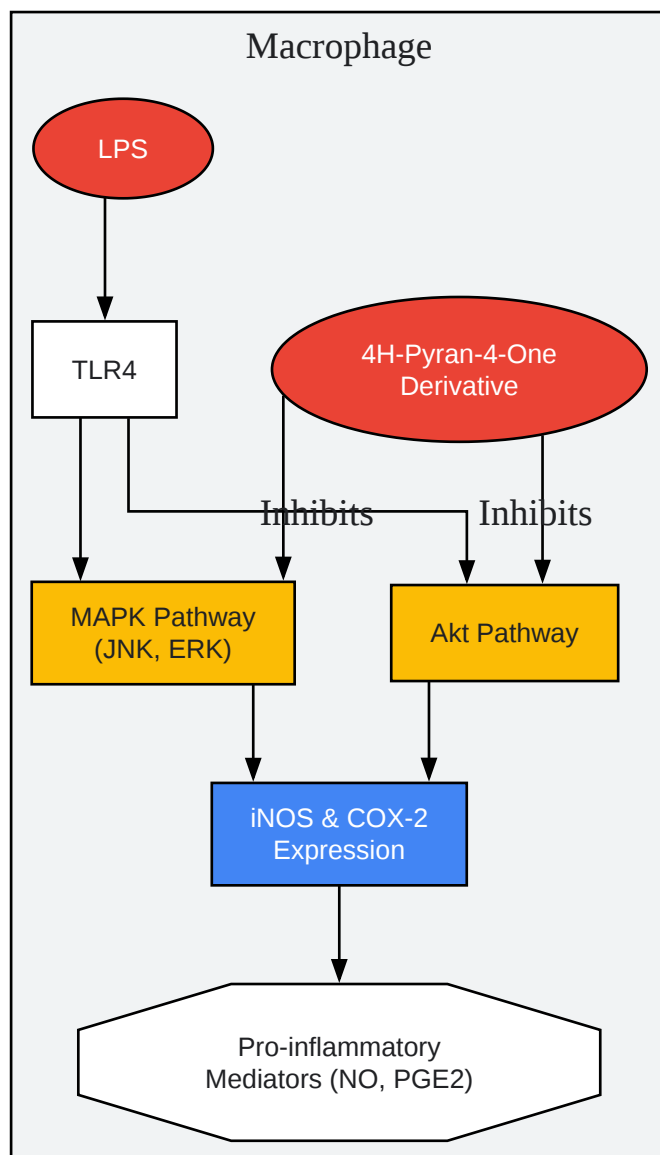 Macrophage
LPS
TLR4
4H-Pyran-4-One
Derivative
Inhibits
Inhibits
MAPK Pathway
(JNK, ERK)
Akt Pathway
iNOS & COX-2
Expression
Pro-inflammatory
Mediators (NO, PGE2)